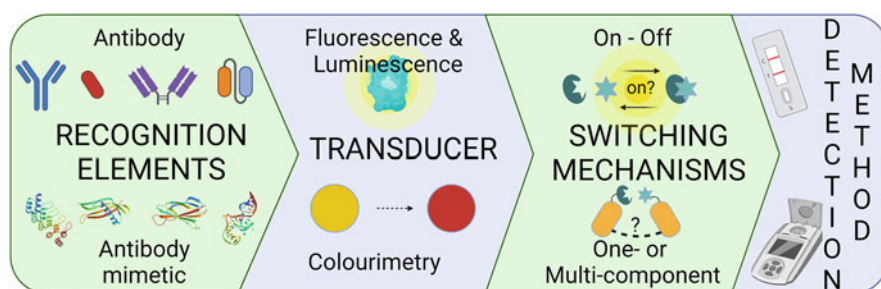 Antibody
RECOGNITION
ELEMENTS
Antibody
mimetic
Fluorescence &
Luminescence
TRANSDUCER
Colourimetry
On - Off
on?
SWITCHING
MECHANISMS
?
One- or
Multi-component
DETECTION
METHOD